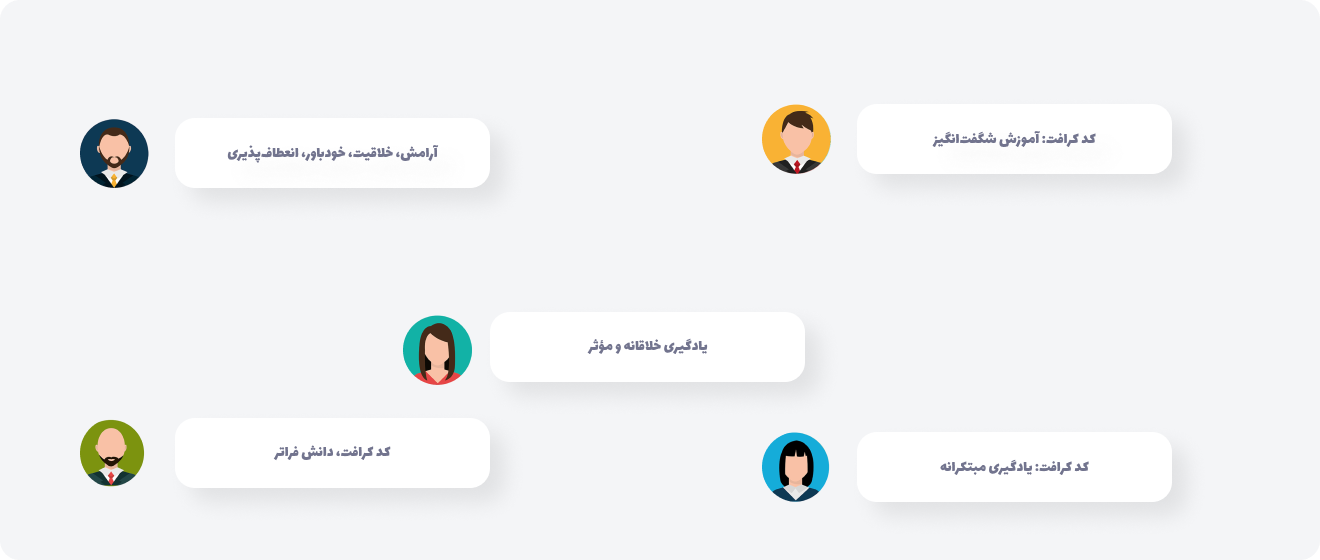 کد کرافت: آموزش شگفت‌انگیز
آرامش، خلاقیت، خودباور، انعطاف‌پذیری
یادگیری خلاقانه و مؤثر
کد کرافت: یادگیری مبتکرانه
کد کرافت، دانش فراتر